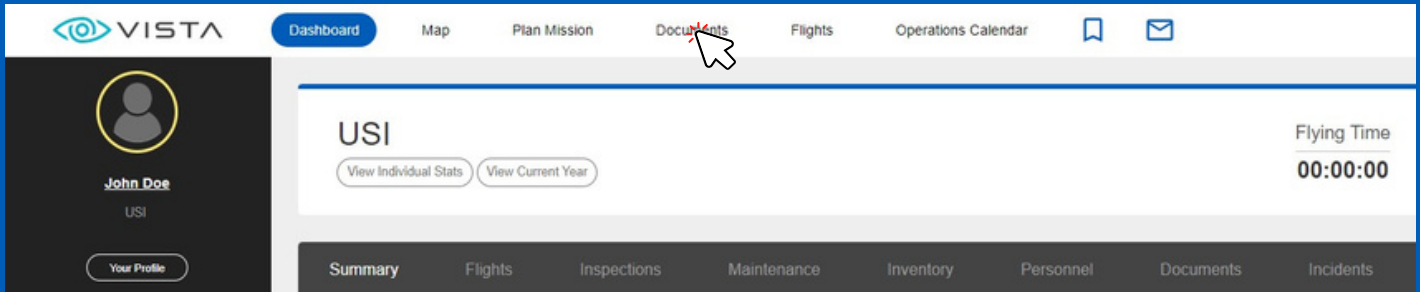 VISTA
Dashboard Map Plan Mission Documents Flights Operations Calendar
John Doe
USI
Your Profile
USI
View Individual Stats View Current Year
Flying Time
00:00:00
Summary Flights Inspections Maintenance Inventory Personnel Documents Incidents